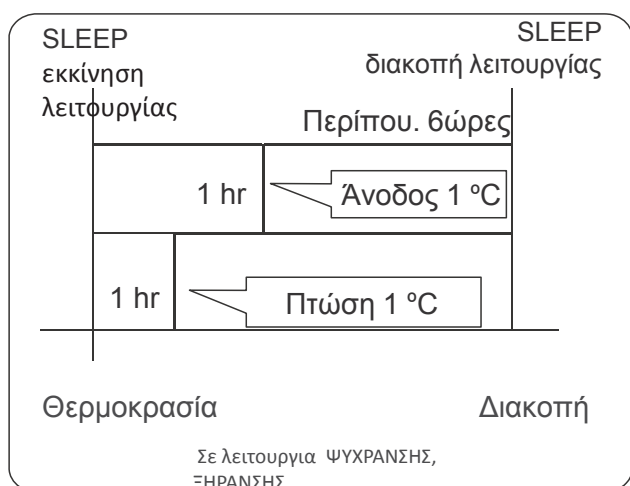 SLEEP
εκκίνηση
λειτουργίας
SLEEP
διακοπή λειτουργίας
Περίπου. 6ώρες
1 hr
Άνοδος 1 ºC
1 hr
Πτώση 1 ºC
Θερμοκρασία
Διακοπή
Σε λειτουργια ΨΥΧΡΑΝΣΗΣ,
ΞΗΡΑΝΣΗΣ